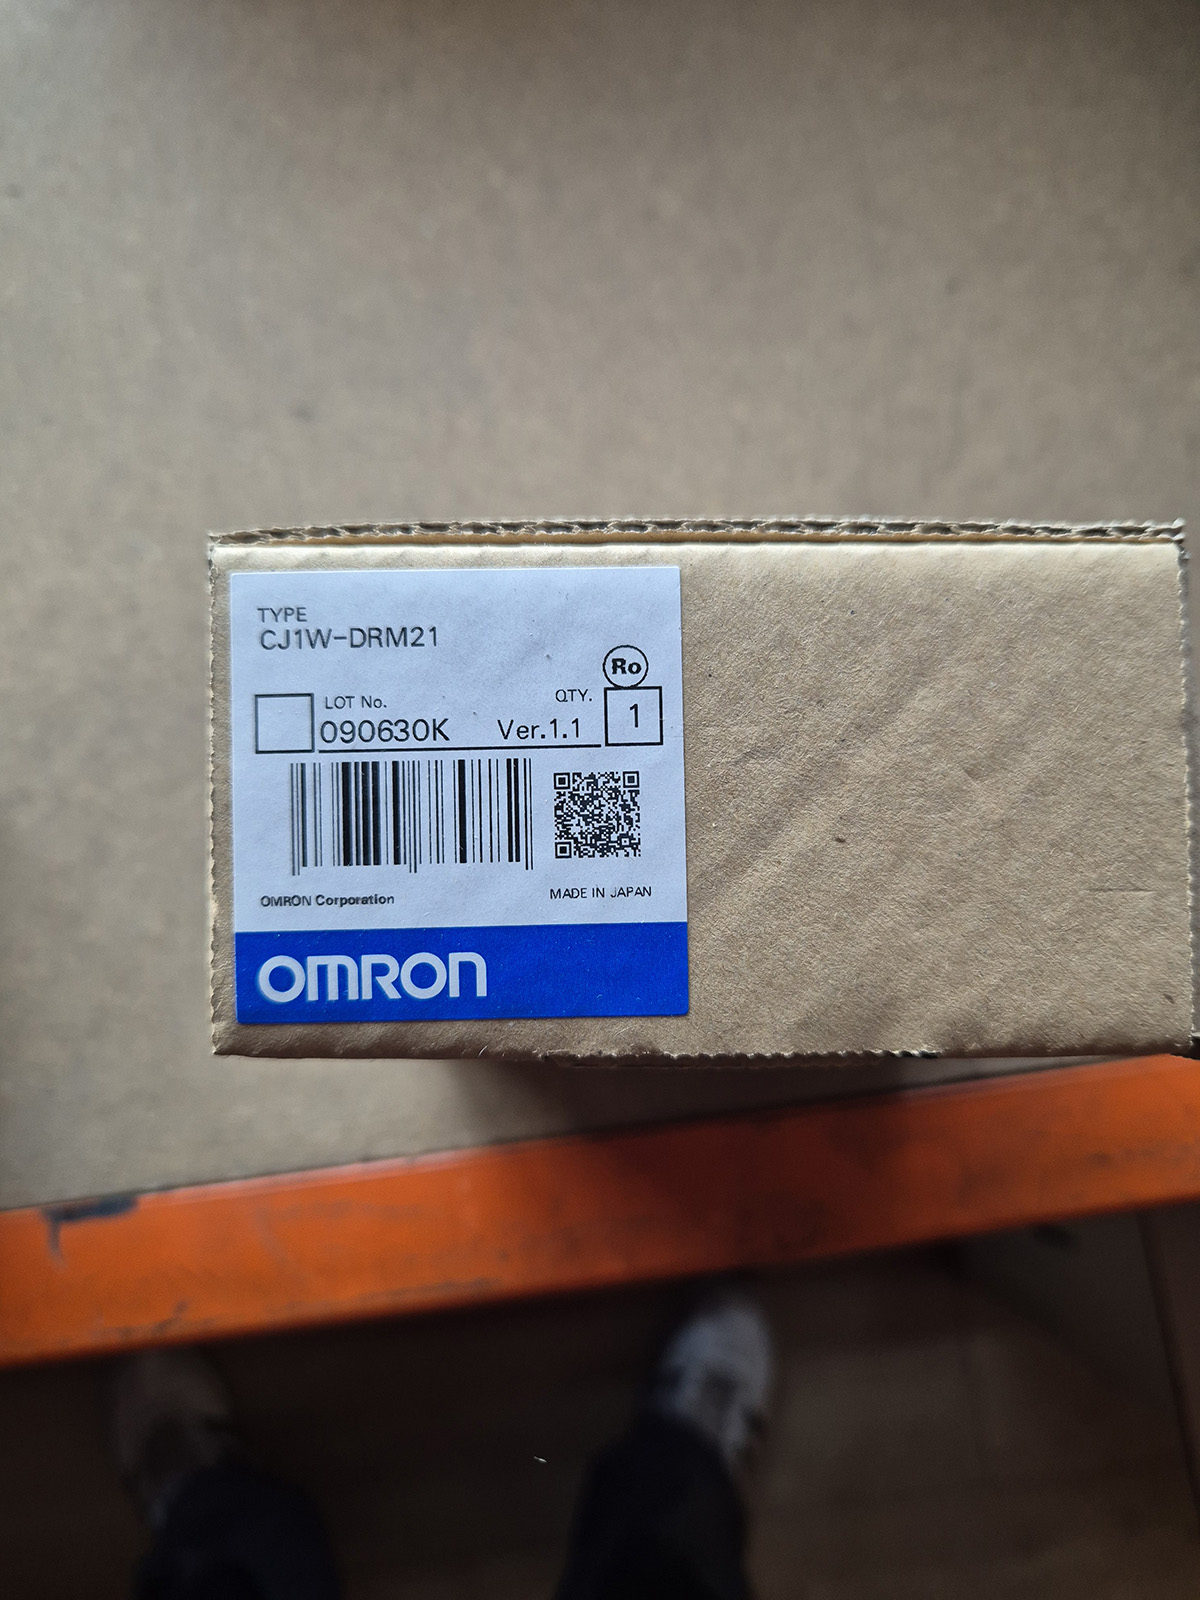 TYPE
CJ1W-DRM21
Ro
LOT No.
QTY.
090630K
Ver.1.1
1
OMRON Corporation
MADE IN JAPAN
OMRON